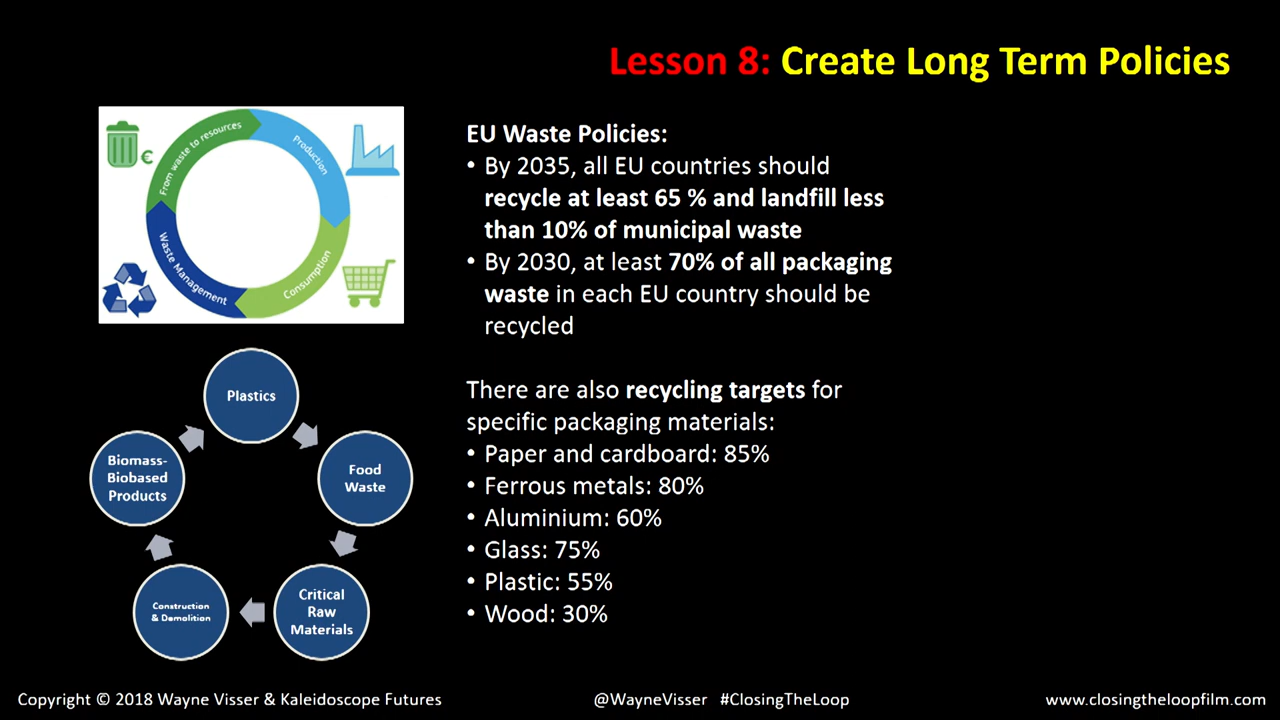 Lesson 8: Create Long Term Policies
From waste to resources
€
Production
Waste Management
Consumption
EU Waste Policies:
• By 2035, all EU countries should
recycle at least 65 % and landfill less
than 10% of municipal waste
• By 2030, at least 70% of all packaging
waste in each EU country should be
recycled
There are also recycling targets for
specific packaging materials:
• Paper and cardboard: 85%
• Ferrous metals: 80%
• Aluminium: 60%
• Glass: 75%
• Plastic: 55%
• Wood: 30%
Plastics
Food
Waste
Critical
Raw
Materials
Construction
& Demolition
Biomass-
Biobased
Products
Copyright © 2018 Wayne Visser & Kaleidoscope Futures
@WayneVisser #ClosingTheLoop
www.closingtheloopfilm.com